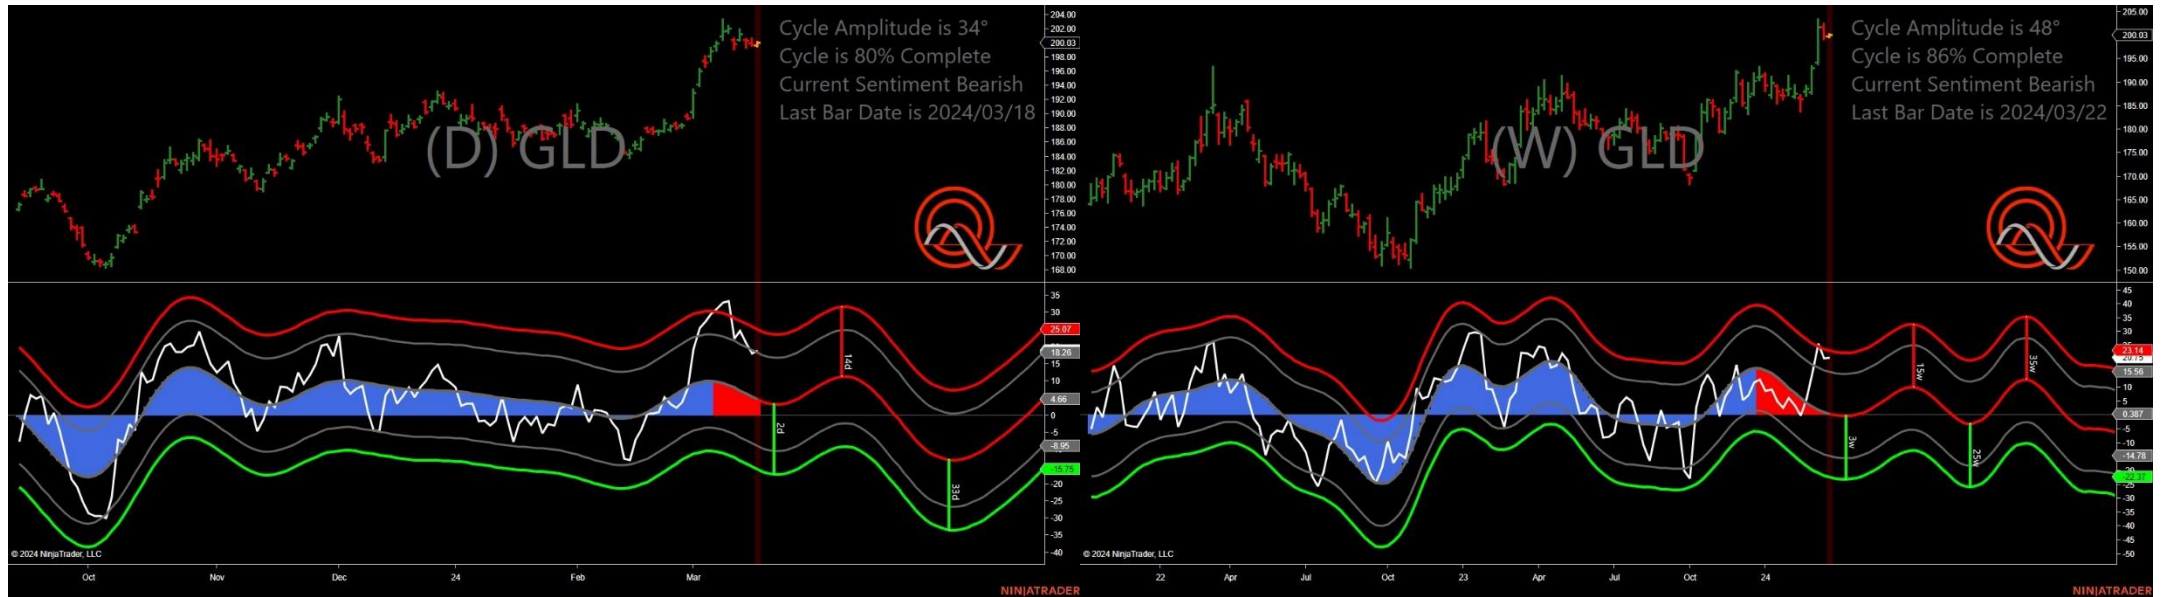 Cycle Amplitude is 34°
Cycle is 80% Complete
Current Sentiment Bearish
Last Bar Date is 2024/03/18
(D) GLD
204.00
202.00
200.03
198.00
196.00
194.00
192.00
190.00
188.00
186.00
184.00
182.00
180.00
178.00
176.00
174.00
172.00
170.00
168.00
35
30
25.07
18.26
15
10
4.66
0
-5
-8.95
-15.75
-20
-25
-30
-35
-40
14d
2d
33d
© 2024 NinjaTrader, LLC
Oct
Nov
Dec
24
Feb
Mar
NINJATRADER
Cycle Amplitude is 48°
Cycle is 86% Complete
Current Sentiment Bearish
Last Bar Date is 2024/03/22
(W) GLD
205.00
200.03
195.00
190.00
185.00
180.00
175.00
170.00
165.00
160.00
155.00
150.00
45
40
35
30
23.14
20.75
15.56
10
5
0.387
-5
-10
-14.78
-22.37
-25
-30
-35
-40
-45
-50
15w
35w
3w
25w
© 2024 NinjaTrader, LLC
22
Apr
Jul
Oct
23
Apr
Jul
Oct
24
NINJATRADER